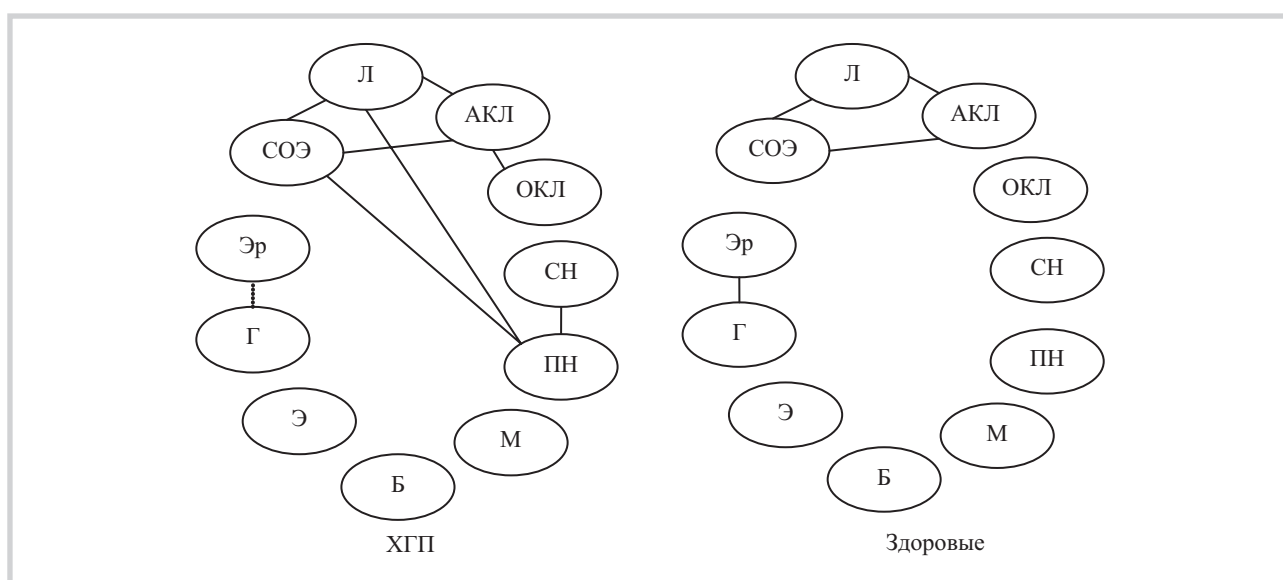 Л
АКЛ
СОЭ
ОКЛ
Эр
СН
Г
ПН
Э
М
Б
ХГП
Л
АКЛ
СОЭ
ОКЛ
Эр
СН
Г
ПН
Э
М
Б
Здоровые